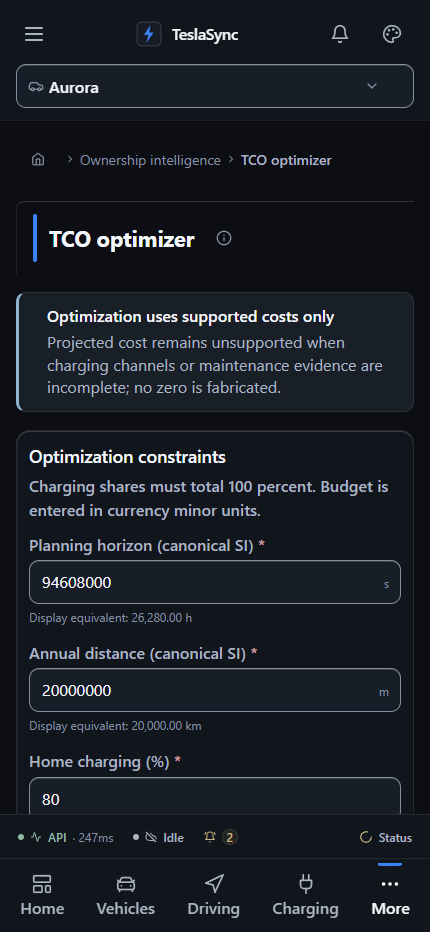 TeslaSync
Aurora
Ownership intelligence
TCO optimizer
TCO optimizer
Optimization uses supported costs only
Projected cost remains unsupported when
charging channels or maintenance evidence are
incomplete; no zero is fabricated.
Optimization constraints
Charging shares must total 100 percent. Budget is
entered in currency minor units.
Planning horizon (canonical SI) *
94608000 s
Display equivalent: 26,280.00 h
Annual distance (canonical SI) *
20000000 m
Display equivalent: 20,000.00 km
Home charging (%) *
80
API · 247ms Idle 2 Status
Home Vehicles Driving Charging More